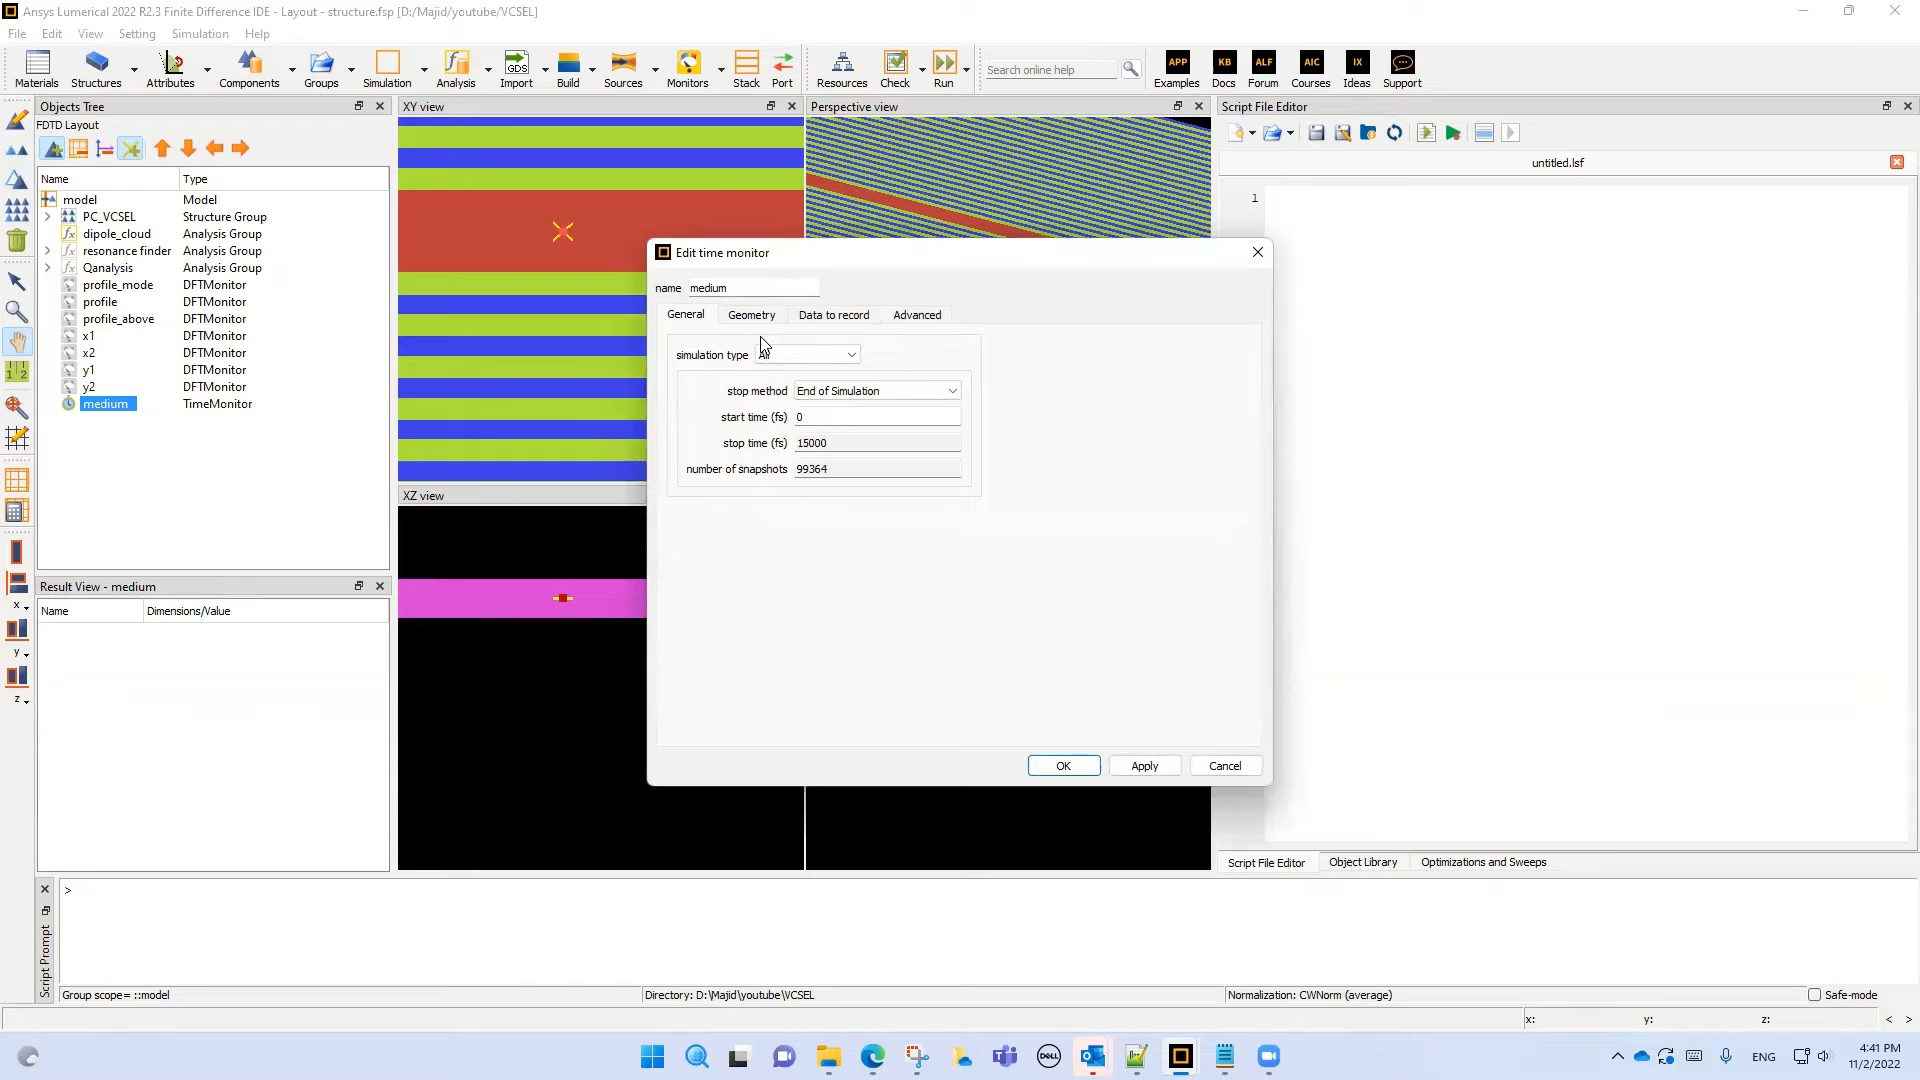 Ansys Lumerical 2022 R2.3 Finite Difference IDE - Layout - structure.fsp [D:/Majid/youtube/VCSEL]
File Edit View Setting Simulation Help
Materials Structures Attributes Components Groups Simulation Analysis Import Build Sources Monitors Stack Port Resources Check Run Search online help Examples Docs Forum Courses Ideas Support
GDS APP KB ALF AIC IX
Objects Tree
FDTD Layout
Name Type
model Model
PC_VCSEL Structure Group
dipole_cloud Analysis Group
resonance finder Analysis Group
Qanalysis Analysis Group
profile_mode DFTMonitor
profile DFTMonitor
profile_above DFTMonitor
x1 DFTMonitor
x2 DFTMonitor
y1 DFTMonitor
y2 DFTMonitor
medium TimeMonitor
Result View - medium
Name Dimensions/Value
x
y
z
XY view
Perspective view
XZ view
Edit time monitor
name medium
General Geometry Data to record Advanced
simulation type
stop method End of Simulation
start time (fs) 0
stop time (fs) 15000
number of snapshots 99364
OK Apply Cancel
Script File Editor
untitled.lsf
1
Script File Editor Object Library Optimizations and Sweeps
>
Script Prompt
Group scope= ::model Directory: D:\Majid\youtube\VCSEL Normalization: CWNorm (average) Safe-mode
x: y: z: < >
DELL
ENG
4:41 PM
11/2/2022